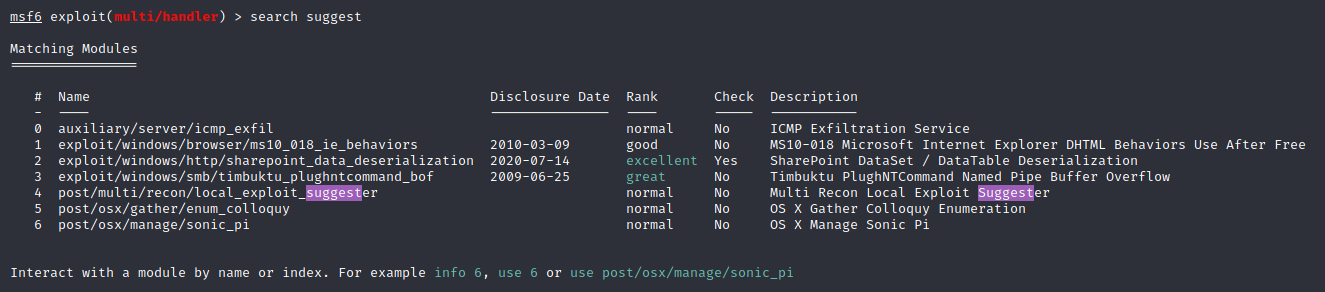 msf6 exploit(multi/handler) > search suggest
Matching Modules
================
# Name Disclosure Date Rank Check Description
- ---- --------------- ---- ----- -----------
0 auxiliary/server/icmp_exfil normal No ICMP Exfiltration Service
1 exploit/windows/browser/ms10_018_ie_behaviors 2010-03-09 good No MS10-018 Microsoft Internet Explorer DHTML Behaviors Use After Free
2 exploit/windows/http/sharepoint_data_deserialization 2020-07-14 excellent Yes SharePoint DataSet / DataTable Deserialization
3 exploit/windows/smb/timbuktu_plughntcommand_bof 2009-06-25 great No Timbuktu PlughNTCommand Named Pipe Buffer Overflow
4 post/multi/recon/local_exploit_suggester normal No Multi Recon Local Exploit Suggester
5 post/osx/gather/enum_colloquy normal No OS X Gather Colloquy Enumeration
6 post/osx/manage/sonic_pi normal No OS X Manage Sonic Pi
Interact with a module by name or index. For example info 6, use 6 or use post/osx/manage/sonic_pi